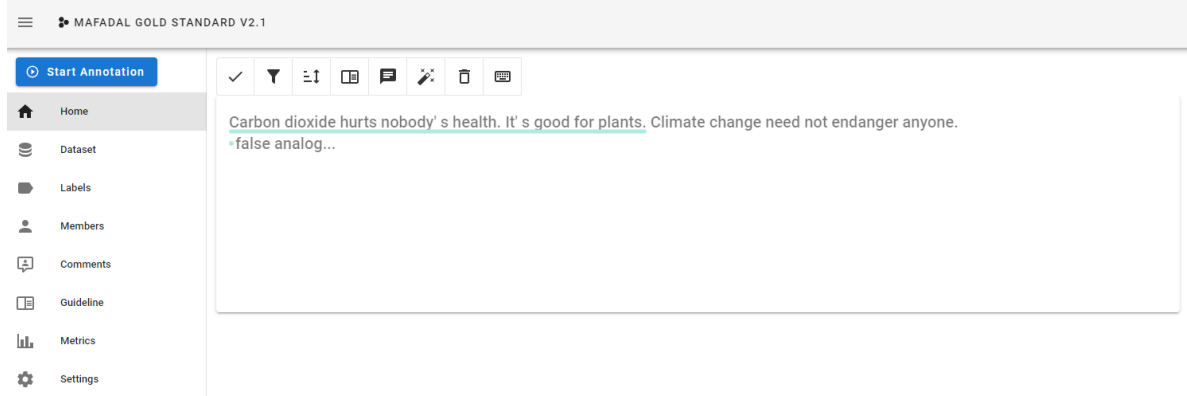 MAFADAL GOLD STANDARD V2.1
Start Annotation
Home
Dataset
Labels
Members
Comments
Guideline
Metrics
Settings
Carbon dioxide hurts nobody' s health. It' s good for plants. Climate change need not endanger anyone.
•false analog...